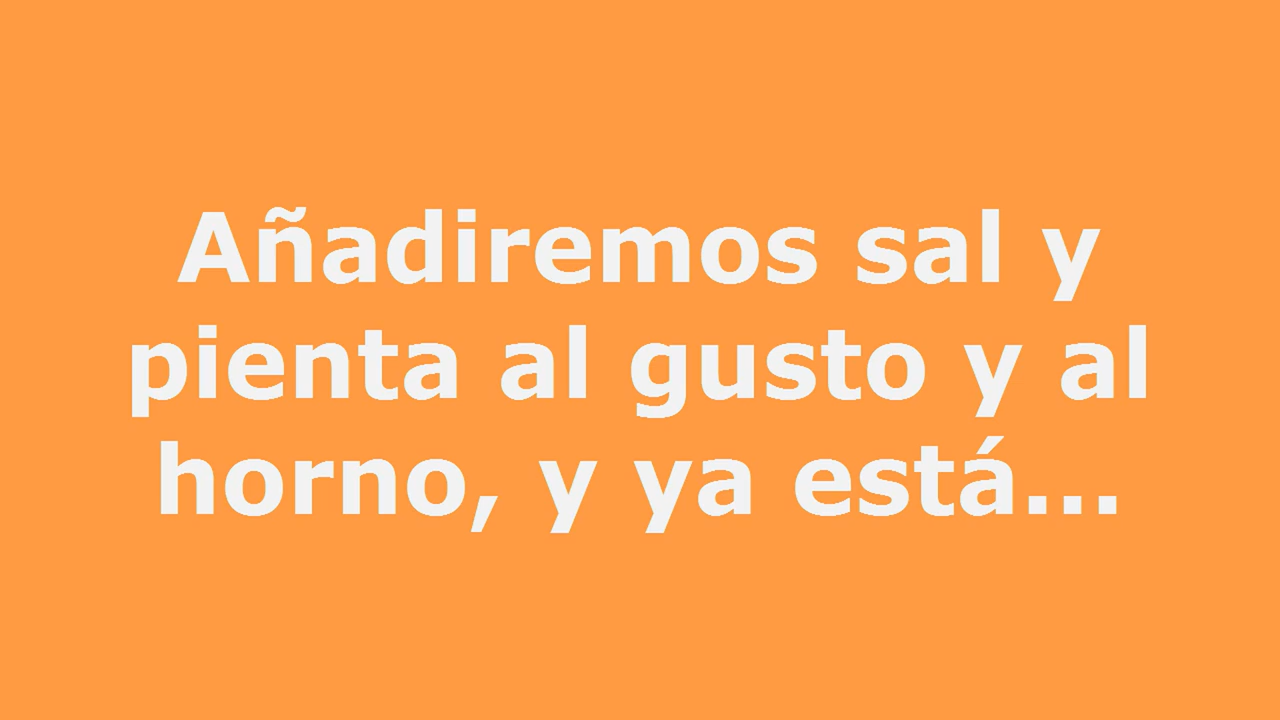 Añadiremos sal y
pienta al gusto y al
horno, y ya está...